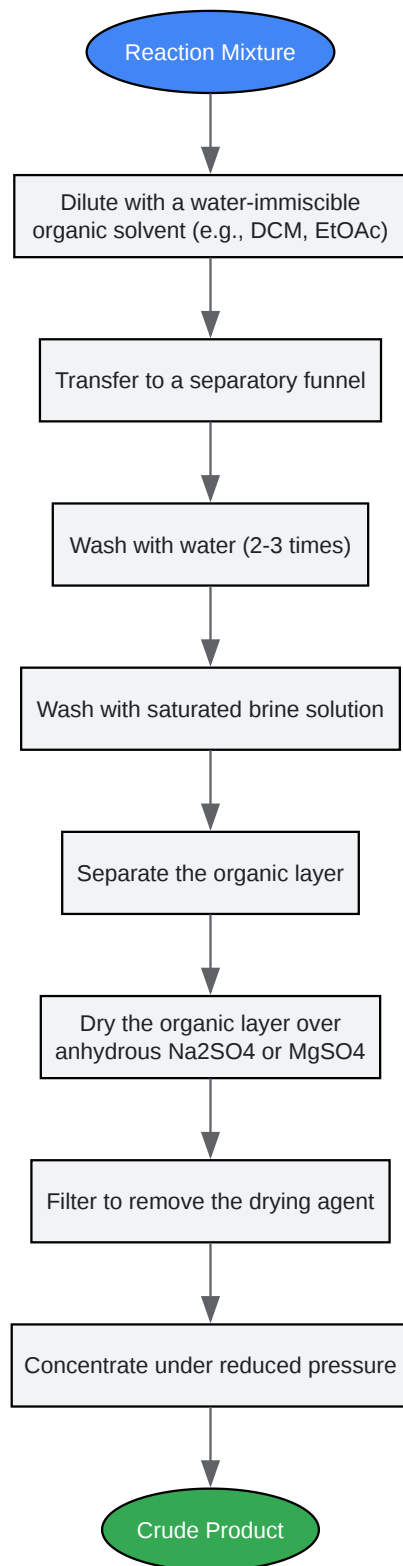 Reaction Mixture
Dilute with a water-immiscible
organic solvent (e.g., DCM, EtOAc)
Transfer to a separatory funnel
Wash with water (2-3 times)
Wash with saturated brine solution
Separate the organic layer
Dry the organic layer over
anhydrous Na2SO4 or MgSO4
Filter to remove the drying agent
Concentrate under reduced pressure
Crude Product